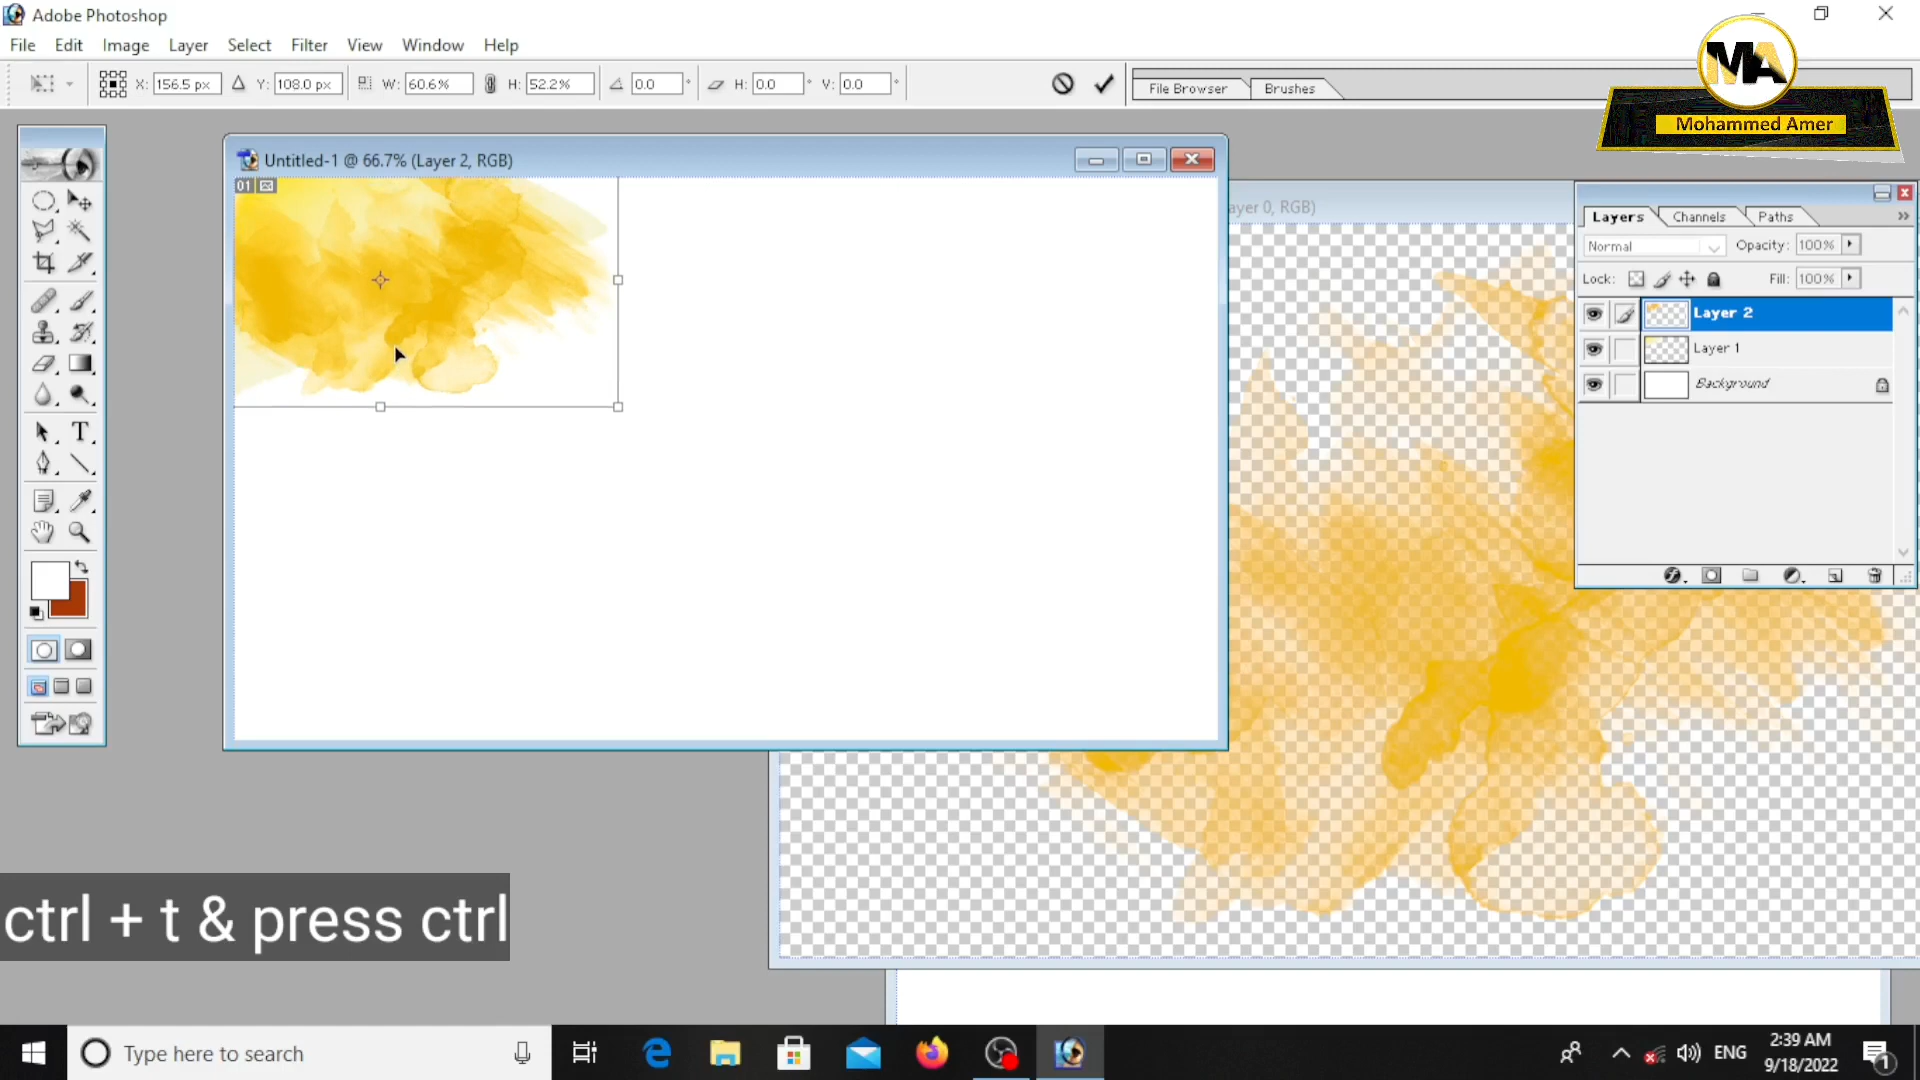 Adobe Photoshop
File Edit Image Layer Select Filter View Window Help
X: 156.5 px Y: 108.0 px W: 60.6% H: 52.2% 0.0 ° H: 0.0 ° V: 0.0 °
File Browser Brushes
MA
Mohammed Amer
Untitled-1 @ 66.7% (Layer 2, RGB)
01
ayer 0, RGB)
Layers Channels Paths
Normal Opacity: 100%
Lock: Fill: 100%
Layer 2
Layer 1
Background
T
ctrl + t & press ctrl
Type here to search
ENG
2:39 AM
9/18/2022
1